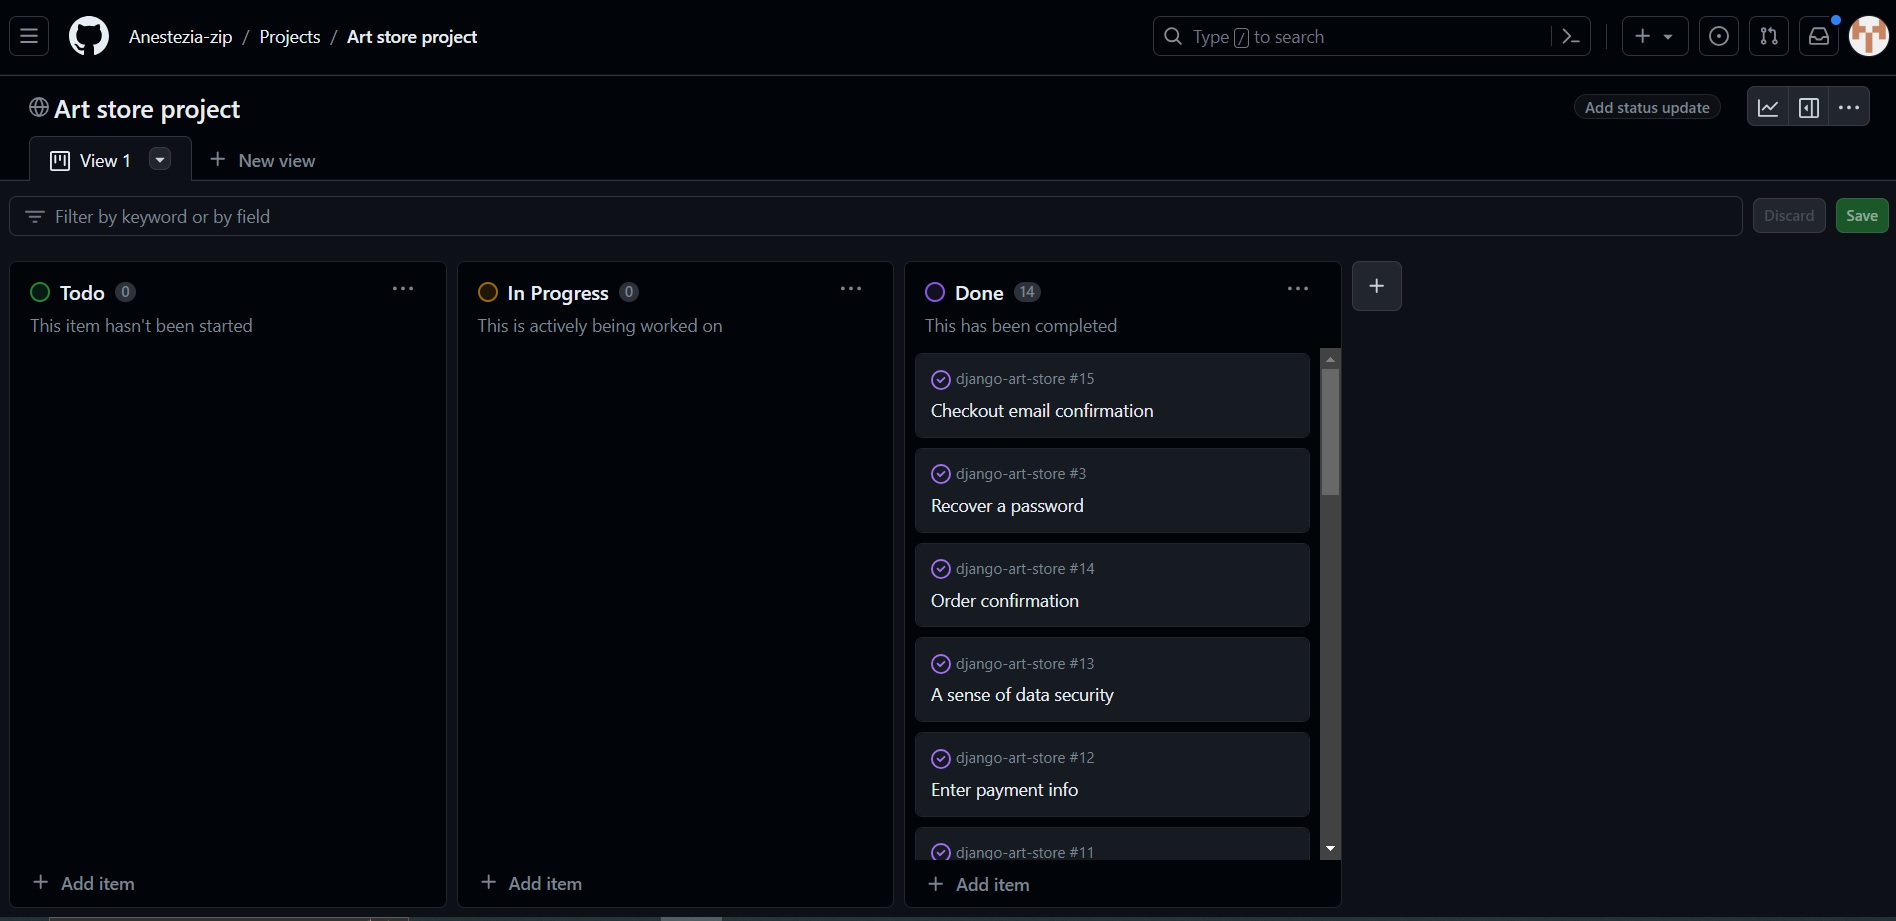 Anestezia-zip / Projects / Art store project
Type / to search
Art store project
Add status update
View 1
New view
Filter by keyword or by field
Discard
Save
Todo 0
This item hasn't been started
Add item
In Progress 0
This is actively being worked on
Add item
Done 14
This has been completed
django-art-store #15
Checkout email confirmation
django-art-store #3
Recover a password
django-art-store #14
Order confirmation
django-art-store #13
A sense of data security
django-art-store #12
Enter payment info
django-art-store #11
Add item